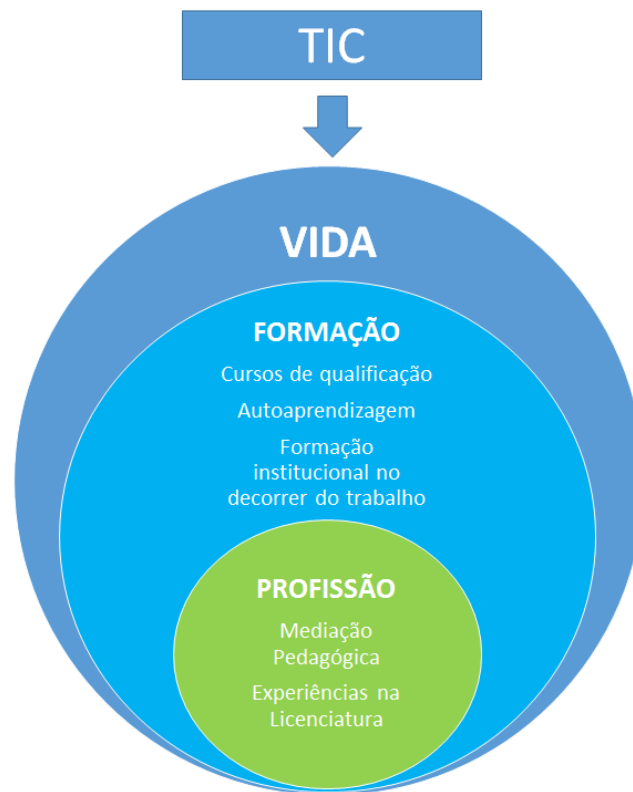 TIC
VIDA
FORMAÇÃO
Cursos de qualificação
Autoaprendizagem
Formação
institucional no
decorrer do trabalho
PROFISSÃO
Mediação
Pedagógica
Experiências na
Licenciatura